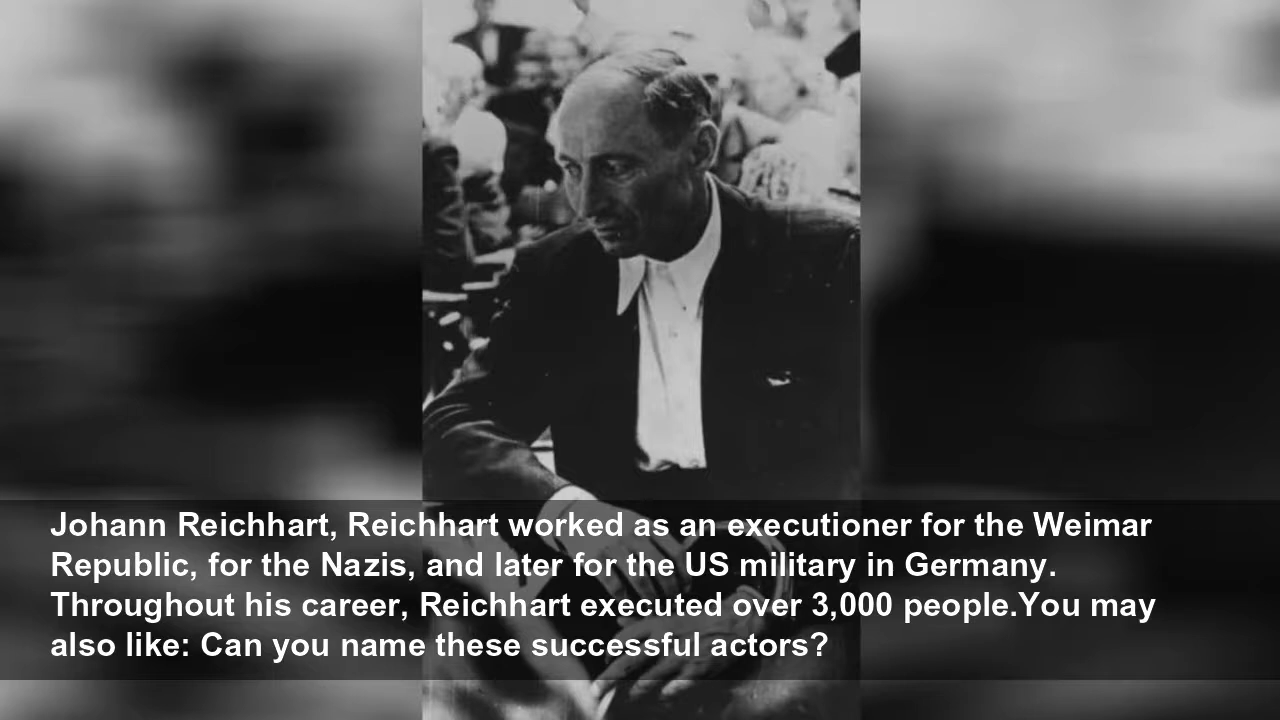 Johann Reichhart, Reichhart worked as an executioner for the Weimar
Republic, for the Nazis, and later for the US military in Germany.
Throughout his career, Reichhart executed over 3,000 people.You may
also like: Can you name these successful actors?